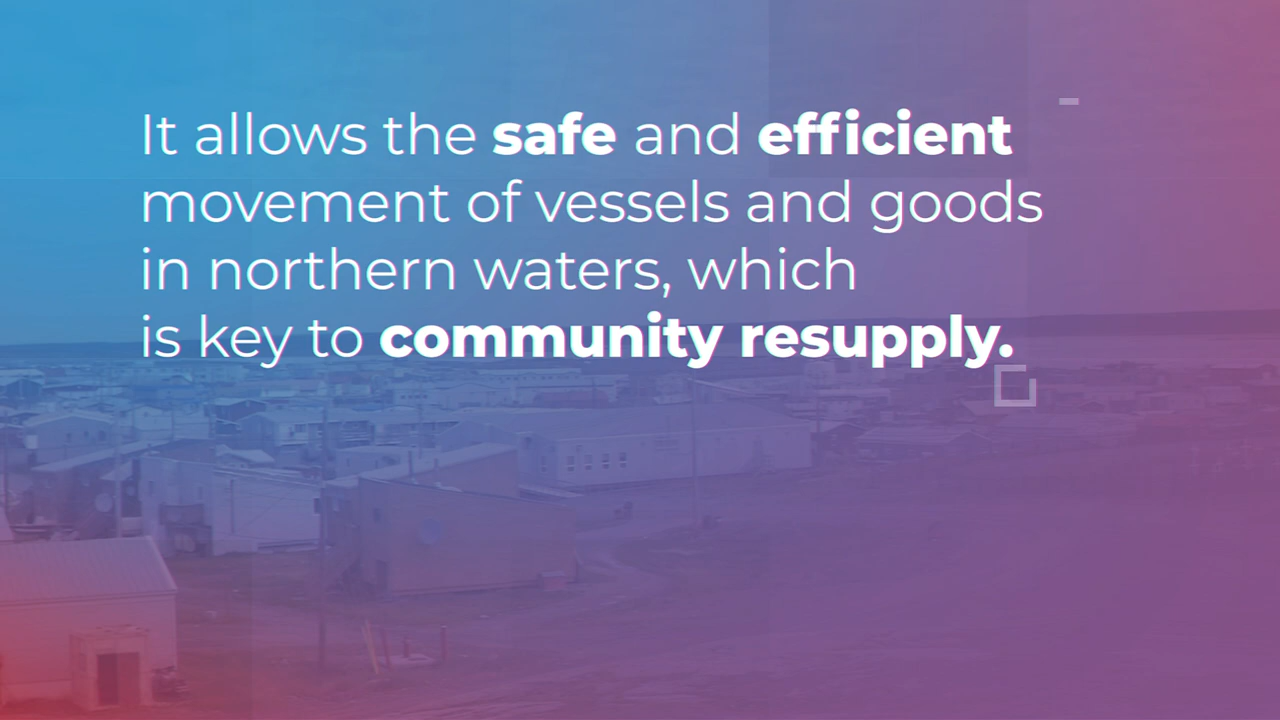 It allows the safe and efficient
movement of vessels and goods
in northern waters, which
is key to community resupply.